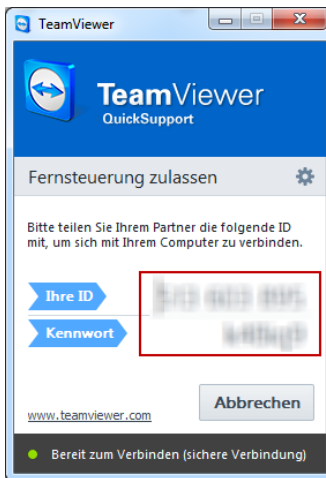 TeamViewer
TeamViewer
QuickSupport
Fernsteuerung zulassen
Bitte teilen Sie Ihrem Partner die folgende ID
mit, um sich mit Ihrem Computer zu verbinden.
Ihre ID
Kennwort
Abbrechen
www.teamviewer.com
Bereit zum Verbinden (sichere Verbindung)